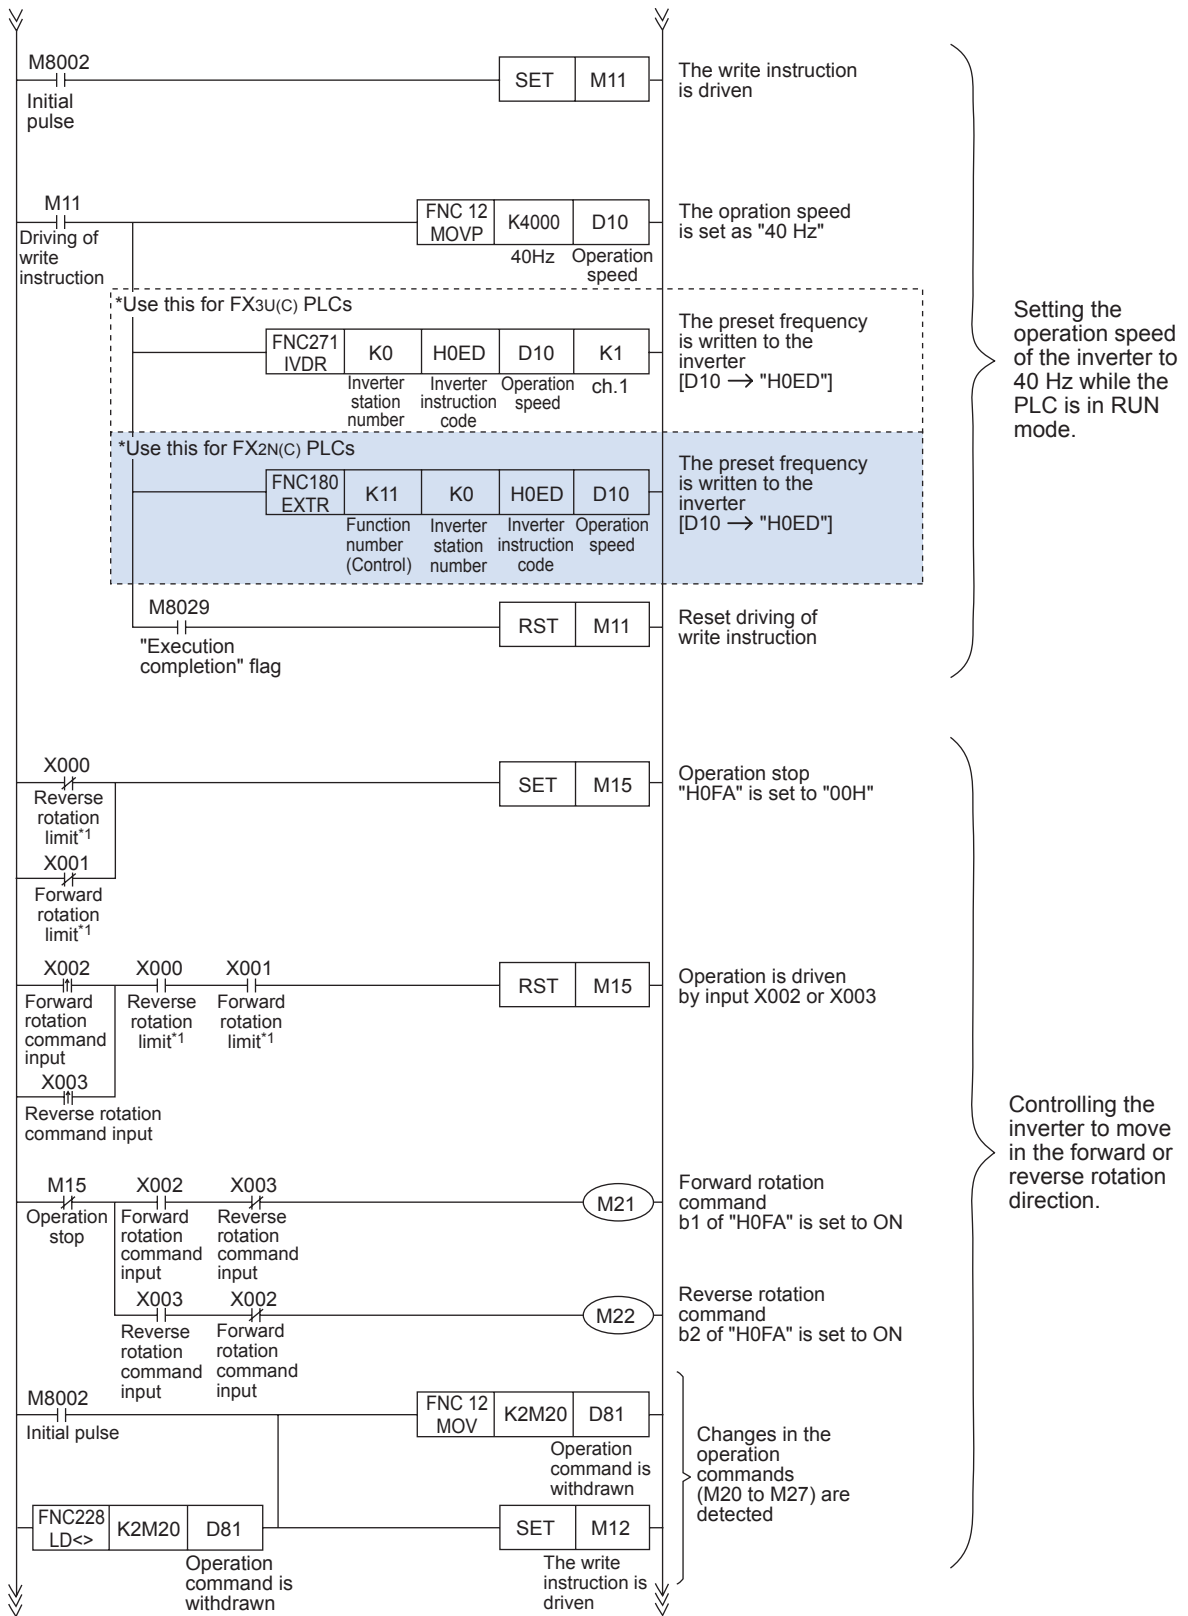 M8002
Initial
pulse
SET M11
The write instruction
is driven
M11
Driving of
write
instruction
FNC 12
MOVP
K4000 D10
40Hz Operation
speed
The opration speed
is set as "40 Hz"
*Use this for FX3U(C) PLCs
FNC271
IVDR
K0 H0ED D10 K1
Inverter
station
number
Inverter
instruction
code
Operation
speed
ch.1
The preset frequency
is written to the
inverter
[D10 → "H0ED"]
*Use this for FX2N(C) PLCs
FNC180
EXTR
K11 K0 H0ED D10
Function
number
(Control)
Inverter
station
number
Inverter
instruction
code
Operation
speed
The preset frequency
is written to the
inverter
[D10 → "H0ED"]
M8029
"Execution
completion" flag
RST M11
Reset driving of
write instruction
Setting the
operation speed
of the inverter to
40 Hz while the
PLC is in RUN
mode.
X000
Reverse
rotation
limit*1
SET M15
Operation stop
"H0FA" is set to "00H"
X001
Forward
rotation
limit*1
X002
Forward
rotation
command
input
X000
Reverse
rotation
limit*1
X001
Forward
rotation
limit*1
RST M15
Operation is driven
by input X002 or X003
X003
Reverse rotation
command input
M15
Operation
stop
X002
Forward
rotation
command
input
X003
Reverse
rotation
command
input
M21
Forward rotation
command
b1 of "H0FA" is set to ON
X003
Reverse
rotation
command
input
X002
Forward
rotation
command
input
M22
Reverse rotation
command
b2 of "H0FA" is set to ON
Controlling the
inverter to move
in the forward or
reverse rotation
direction.
M8002
Initial pulse
FNC 12
MOV
K2M20 D81
Operation
command is
withdrawn
FNC228
LD<>
K2M20 D81
Operation
command is
withdrawn
SET M12
The write
instruction is
driven
Changes in the
operation
commands
(M20 to M27) are
detected